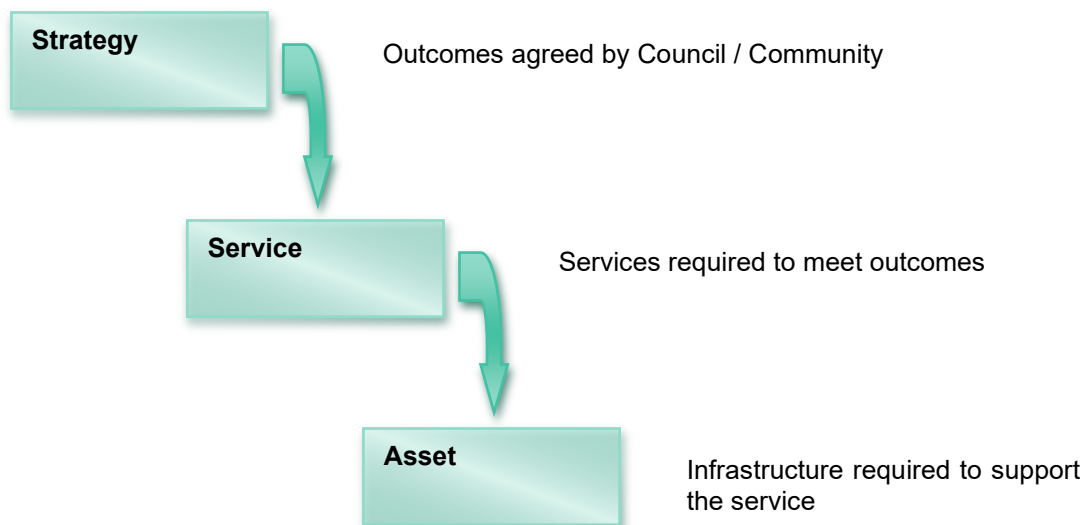 Strategy
Outcomes agreed by Council / Community
Service
Services required to meet outcomes
Asset
Infrastructure required to support
the service